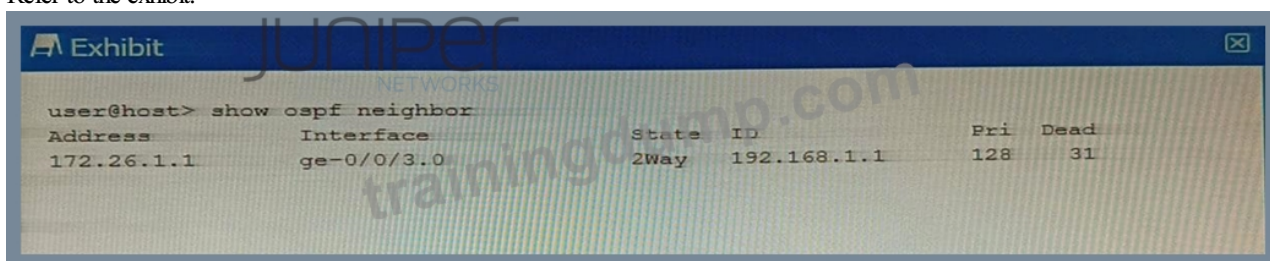 Refer to the exhibit.
Exhibit
JUNIPER
NETWORKS
user@host> show ospf neighbor
Address Interface State ID Pri Dead
172.26.1.1 ge-0/0/3.0 2Way 192.168.1.1 128 31
trainingdump.com